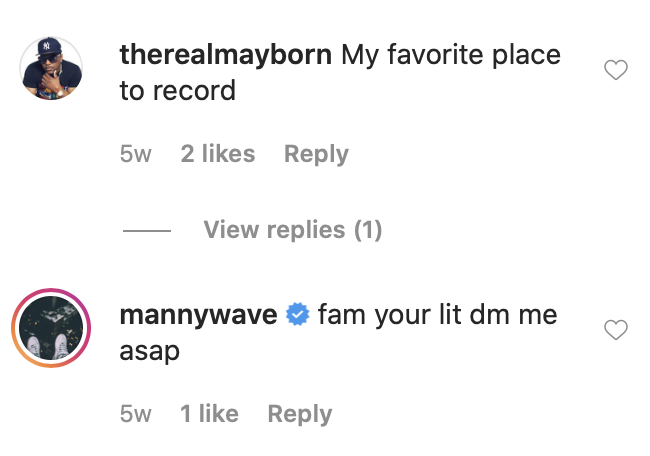 therealmayborn My favorite place
to record
5w 2 likes Reply
View replies (1)
mannywave fam your lit dm me
asap
5w 1 like Reply